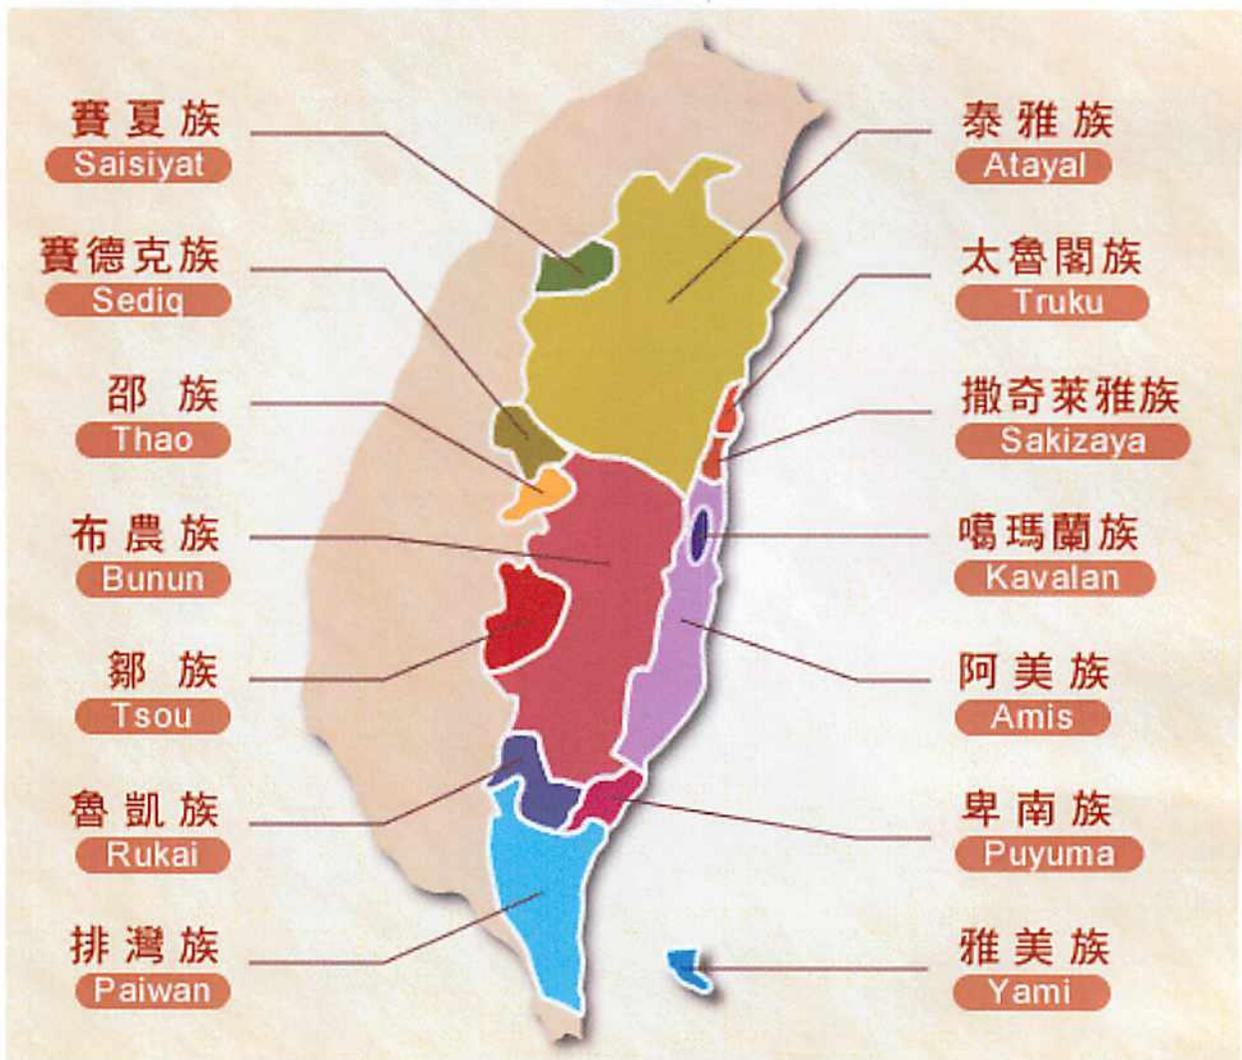 賽夏族
Saisiyat
賽德克族
Sediq
邵族
Thao
布農族
Bunun
鄒族
Tsou
魯凱族
Rukai
排灣族
Paiwan
泰雅族
Atayal
太魯閣族
Truku
撒奇萊雅族
Sakizaya
噶瑪蘭族
Kavalan
阿美族
Amis
卑南族
Puyuma
雅美族
Yami